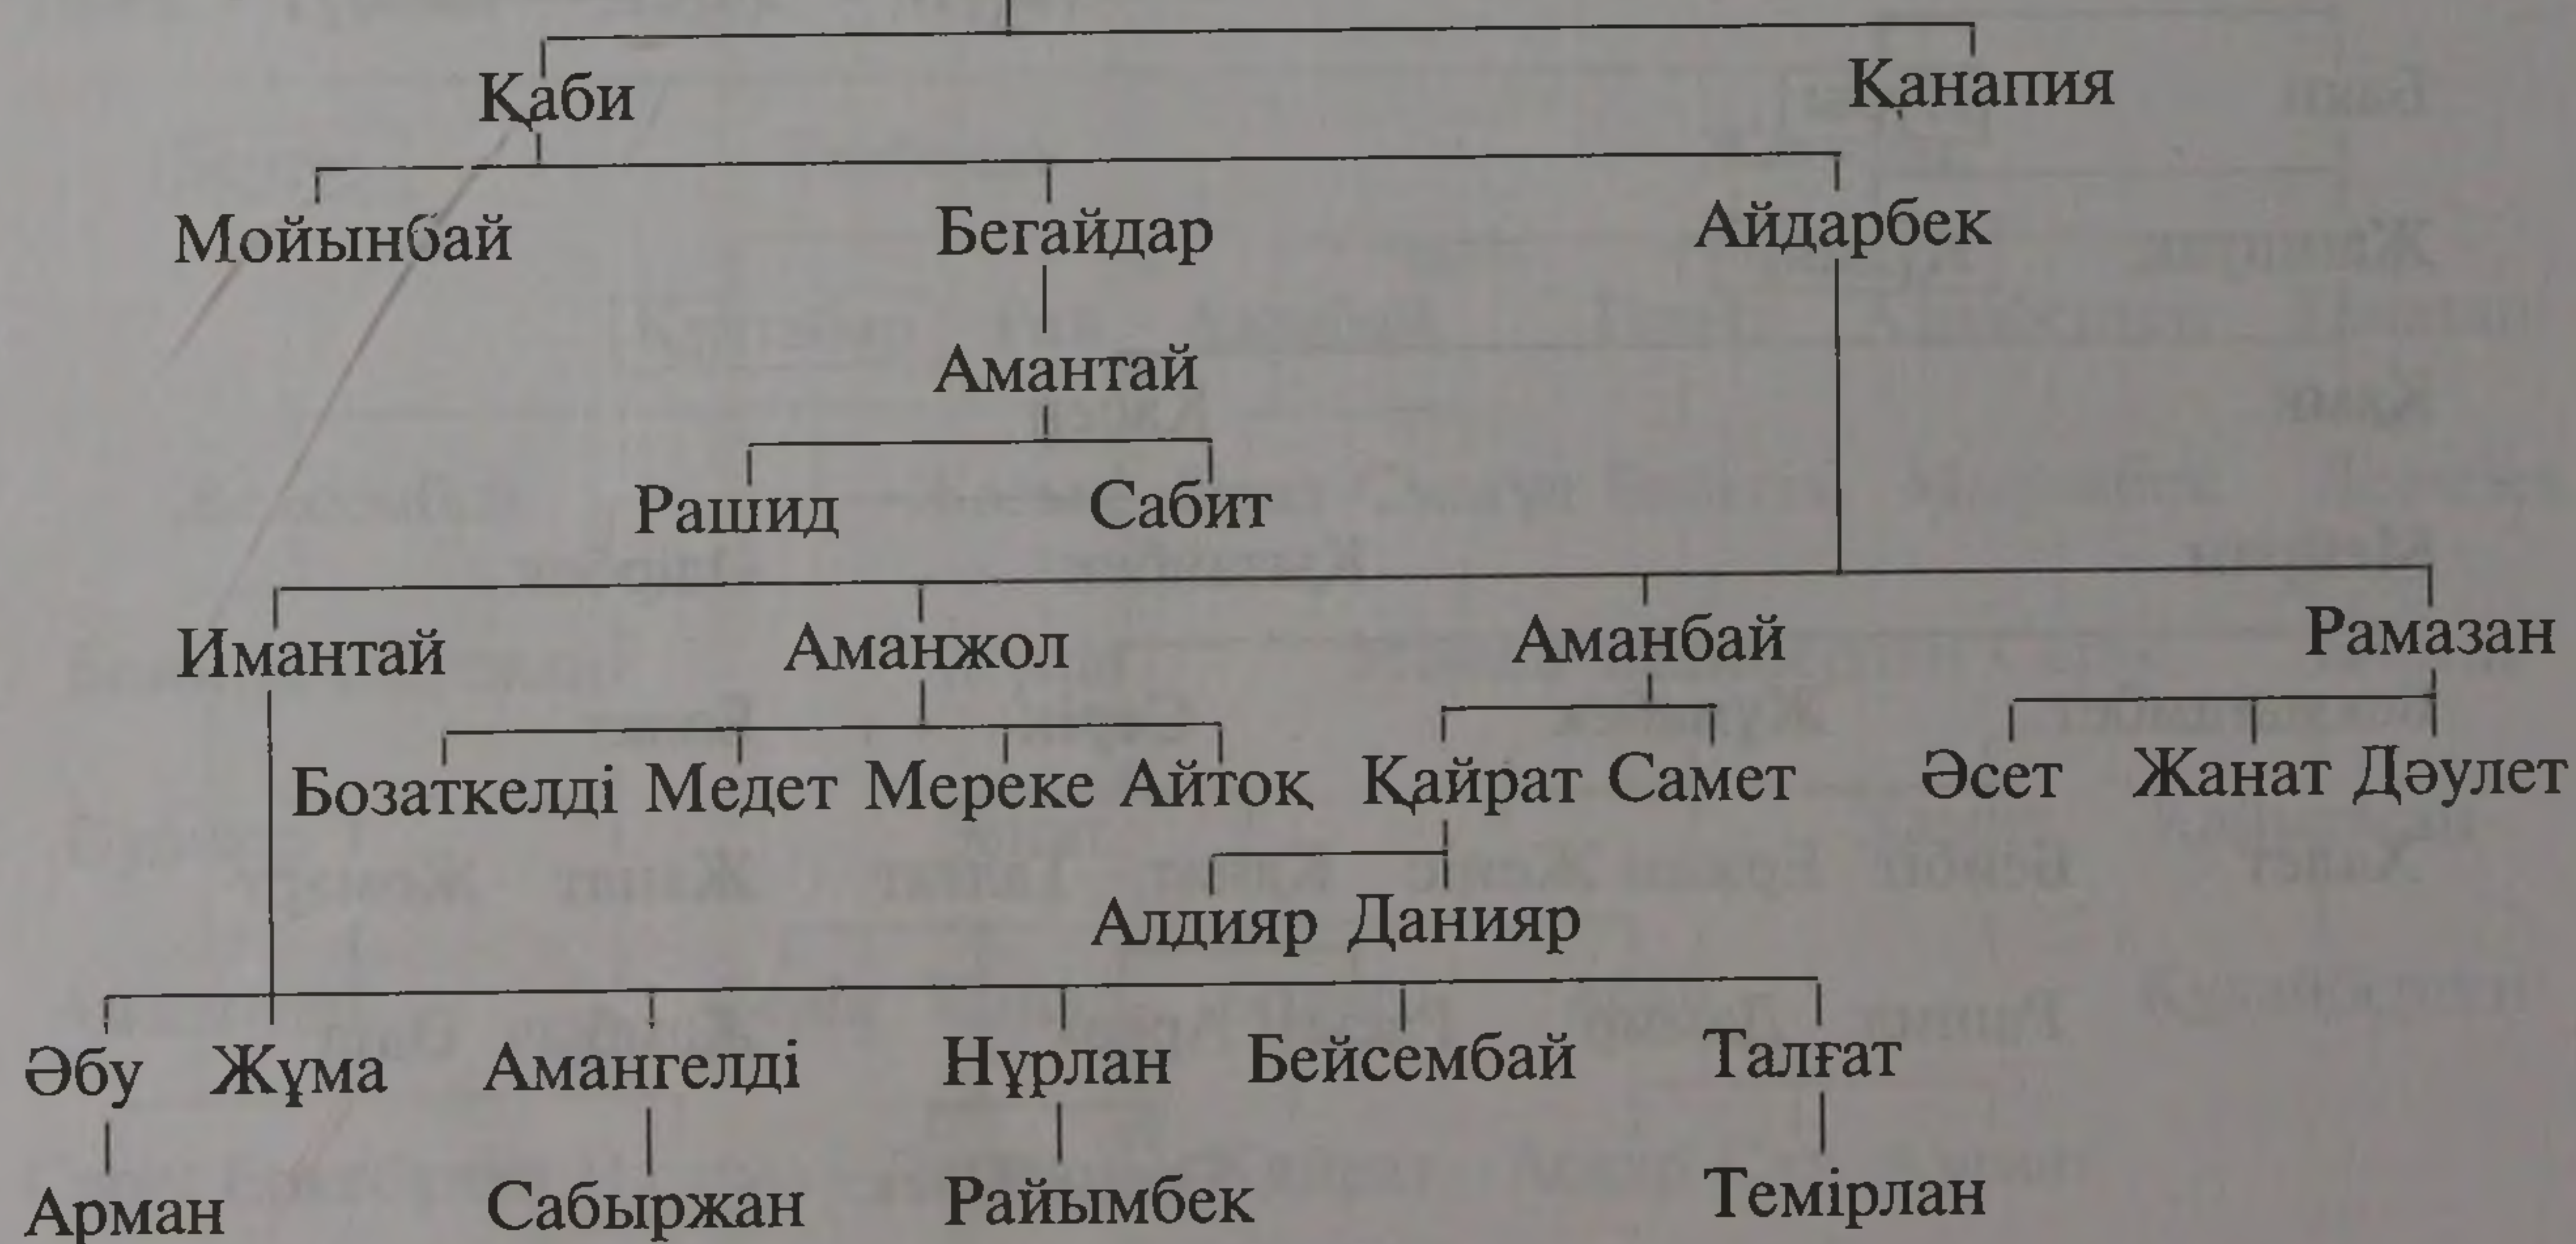 Қаби Қанапия
Мойынбай Бегайдар Айдарбек
Амантай
Рашид Сабит
Имантай Аманжол Аманбай Рамазан
Бозаткелді Медет Мереке Айтоқ Қайрат Самет Әсет Жанат Дәулет
Алдияр Данияр
Әбу Жұма Амангелді Нұрлан Бейсембай Талғат
Арман Сабыржан Райымбек Темірлан